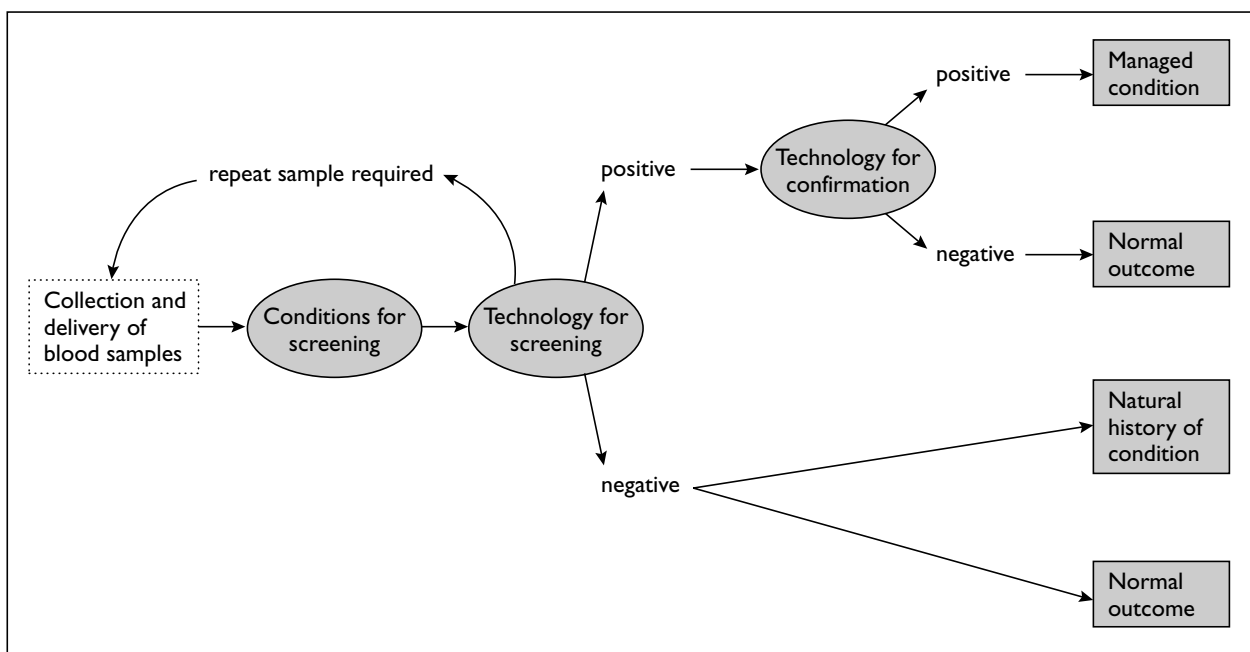 Managed
condition
positive
Technology for
confirmation
positive
repeat sample required
negative
Normal
outcome
Collection and
delivery of
blood samples
Conditions for
screening
Technology for
screening
Natural
history of
condition
negative
Normal
outcome